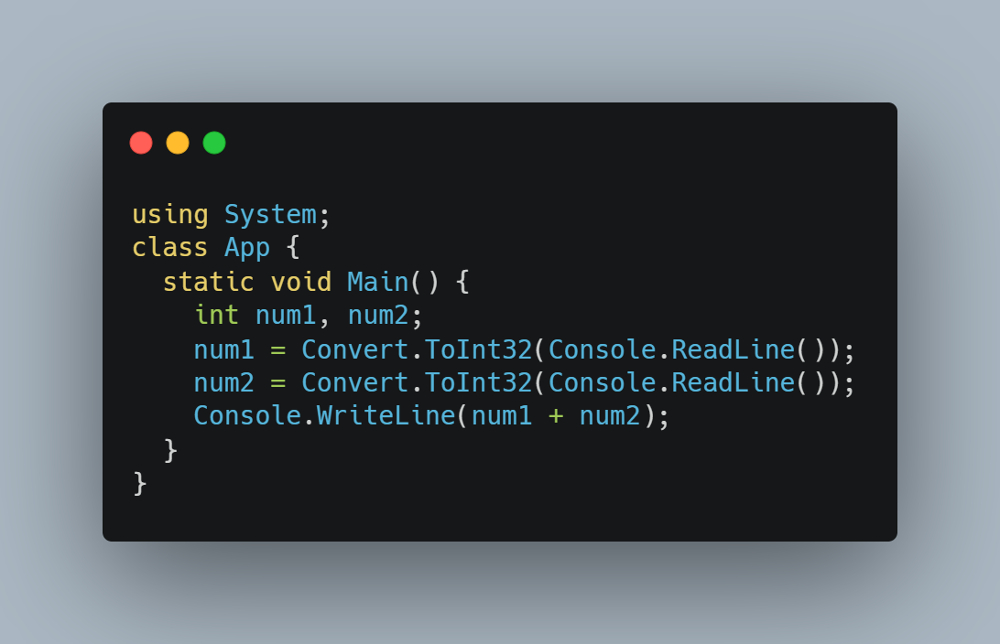 using System;
class App {
  static void Main() {
    int num1, num2;
    num1 = Convert.ToInt32(Console.ReadLine());
    num2 = Convert.ToInt32(Console.ReadLine());
    Console.WriteLine(num1 + num2);
  }
}